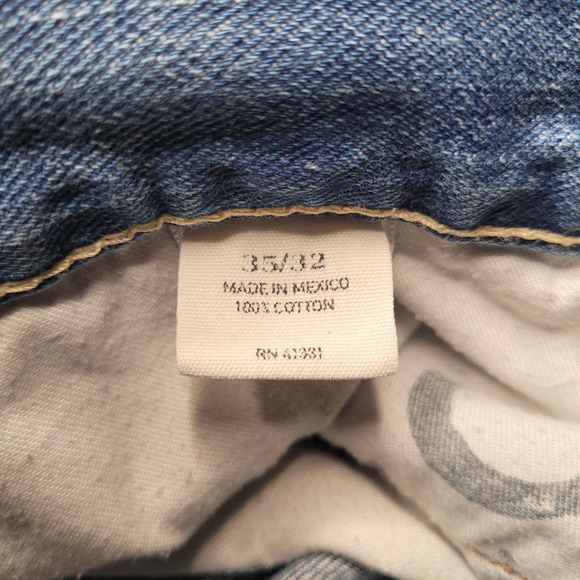 35/32
MADE IN MEXICO
100% COTTON
RN 41381